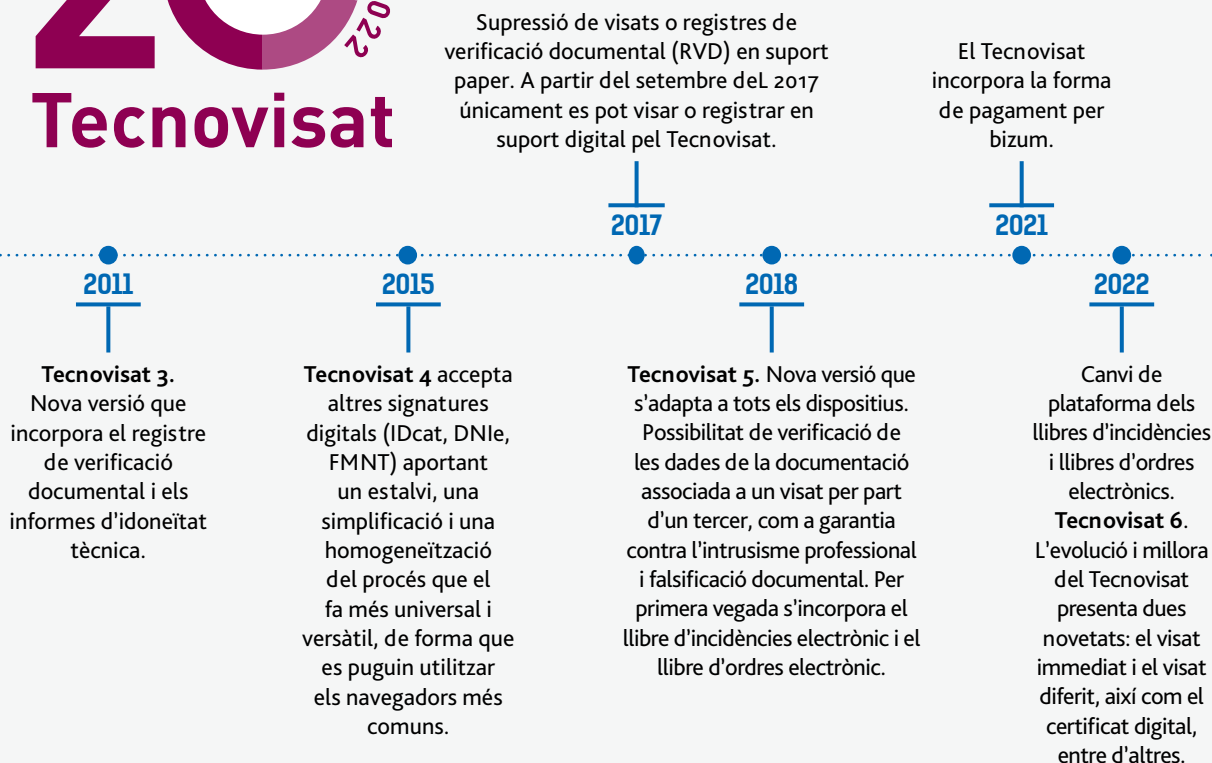 20
2022
Tecnovisat
Supressió de visats o registres de
verificació documental (RVD) en suport
paper. A partir del setembre deL 2017
únicament es pot visar o registrar en
suport digital pel Tecnovisat.
2017
El Tecnovisat
incorpora la forma
de pagament per
bizum.
2021
2011
Tecnovisat 3.
Nova versió que
incorpora el registre
de verificació
documental i els
informes d'idoneïtat
tècnica.
2015
Tecnovisat 4 accepta
altres signatures
digitals (IDcat, DNIe,
FMNT) aportant
un estalvi, una
simplificació i una
homogeneïtzació
del procés que el
fa més universal i
versàtil, de forma que
es puguin utilitzar
els navegadors més
comuns.
2018
Tecnovisat 5. Nova versió que
s'adapta a tots els dispositius.
Possibilitat de verificació de
les dades de la documentació
associada a un visat per part
d'un tercer, com a garantia
contra l'intrusisme professional
i falsificació documental. Per
primera vegada s'incorpora el
llibre d'incidències electrònic i el
llibre d'ordres electrònic.
2022
Canvi de
plataforma dels
llibres d'incidències
i llibres d'ordres
electrònics.
Tecnovisat 6.
L'evolució i millora
del Tecnovisat
presenta dues
novetats: el visat
immediat i el visat
diferit, així com el
certificat digital,
entre d'altres.